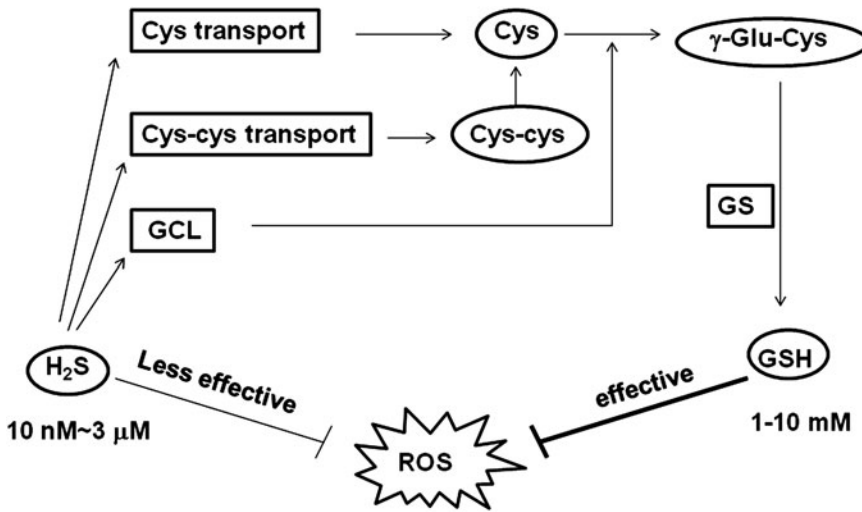 Cys transport
Cys
γ-Glu-Cys
Cys-cys transport
Cys-cys
GCL
GS
H₂S
Less effective
effective
GSH
10 nM~3 μM
1-10 mM
ROS